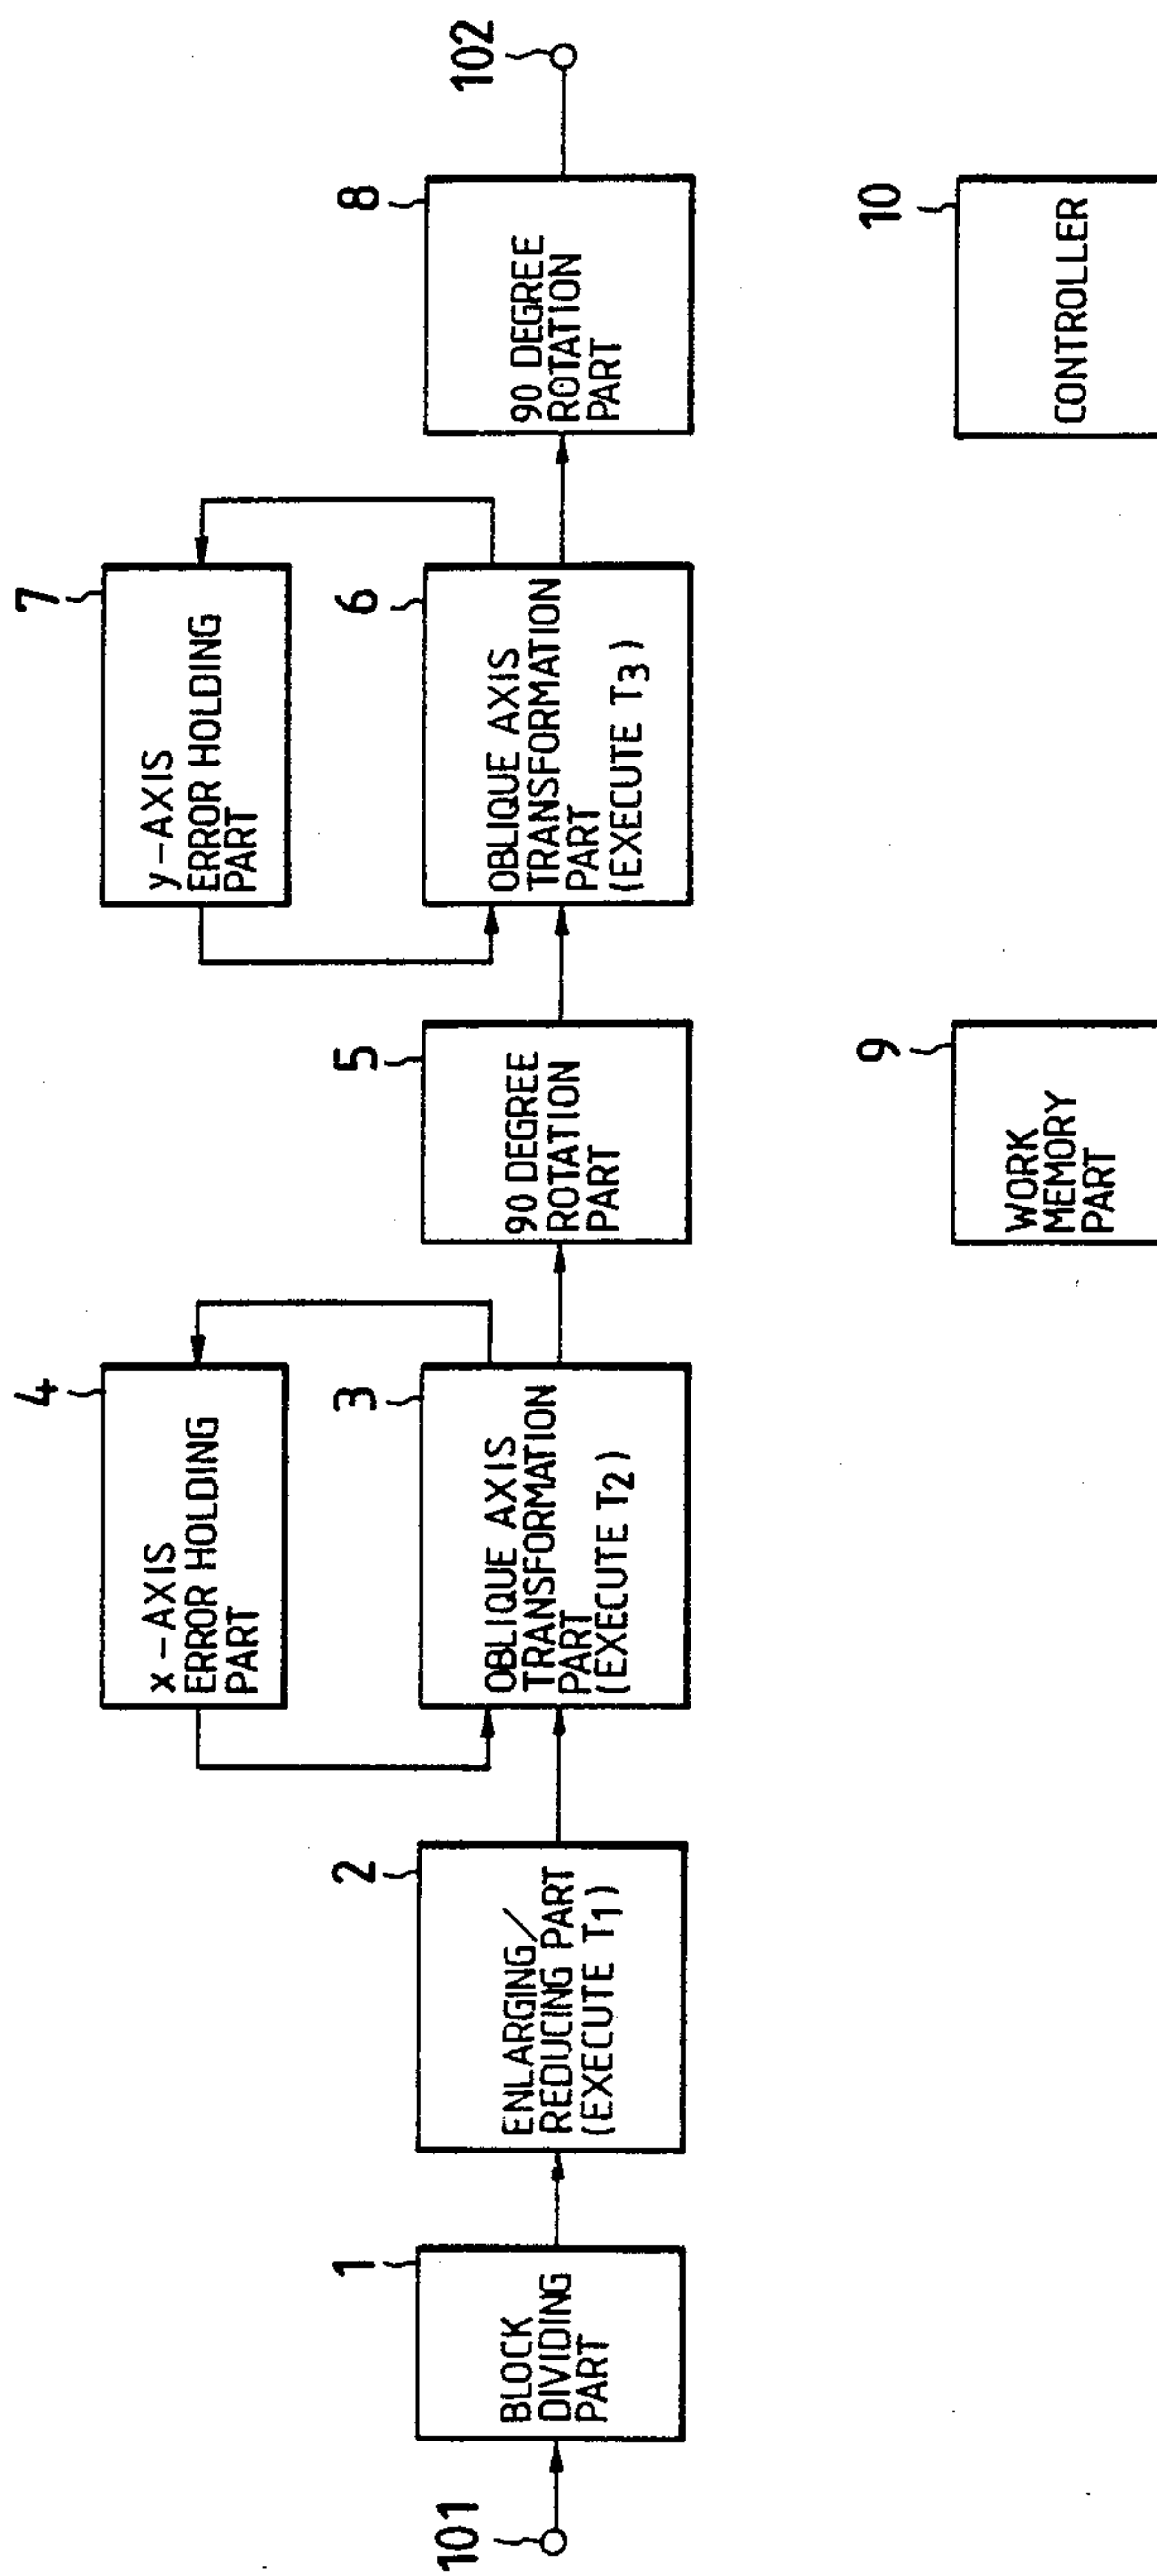 101
1
BLOCK
DIVIDING
PART
2
ENLARGING/
REDUCING PART
(EXECUTE T1)
3
OBLIQUE AXIS
TRANSFORMATION
PART
(EXECUTE T2)
4
x-AXIS
ERROR HOLDING
PART
5
90 DEGREE
ROTATION
PART
6
OBLIQUE AXIS
TRANSFORMATION
PART
(EXECUTE T3)
7
y-AXIS
ERROR HOLDING
PART
8
90 DEGREE
ROTATION
PART
102
9
WORK
MEMORY
PART
10
CONTROLLER